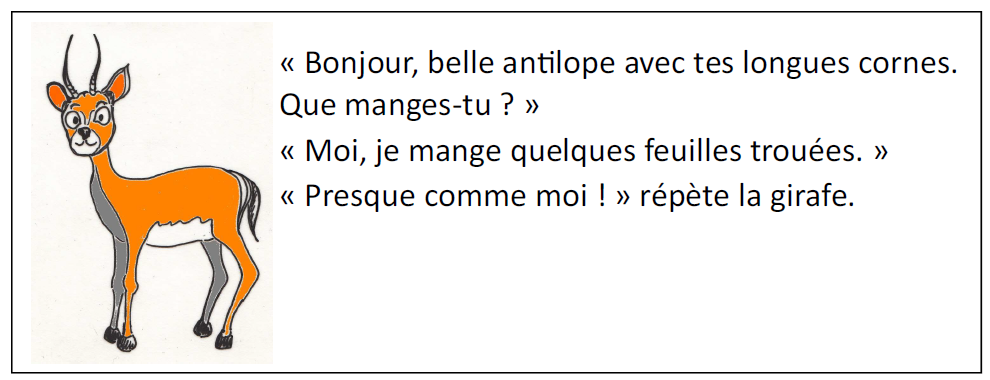 « Bonjour, belle antilope avec tes longues cornes.
Que manges-tu ? »
« Moi, je mange quelques feuilles trouées. »
« Presque comme moi ! » répète la girafe.